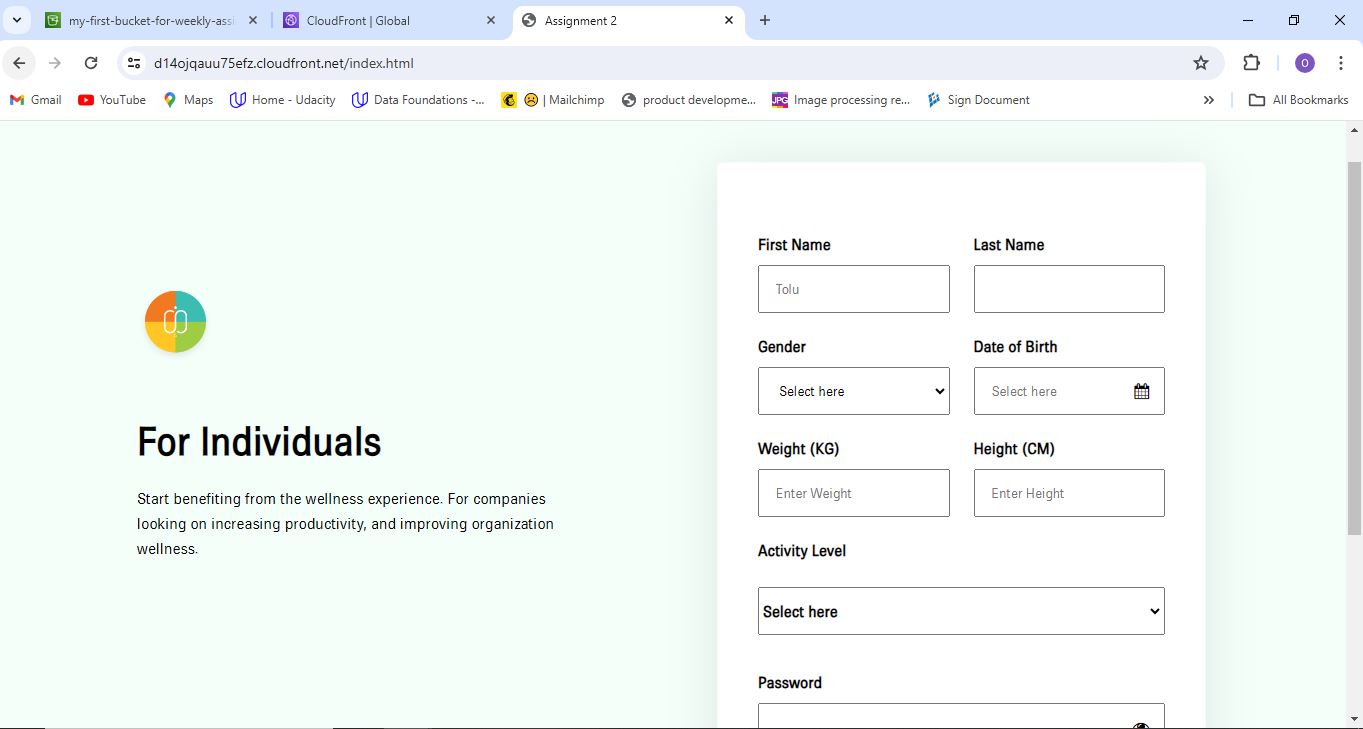 my-first-bucket-for-weekly-assi
CloudFront | Global
Assignment 2
d14ojqauu75efz.cloudfront.net/index.html
O
Gmail
YouTube
Maps
Home - Udacity
Data Foundations -...
| Mailchimp
product developme...
JPG
Image processing re...
Sign Document
All Bookmarks
For Individuals
Start benefiting from the wellness experience. For companies
looking on increasing productivity, and improving organization
wellness.
First Name
Last Name
Tolu
Gender
Date of Birth
Select here
Select here
Weight (KG)
Height (CM)
Enter Weight
Enter Height
Activity Level
Select here
Password